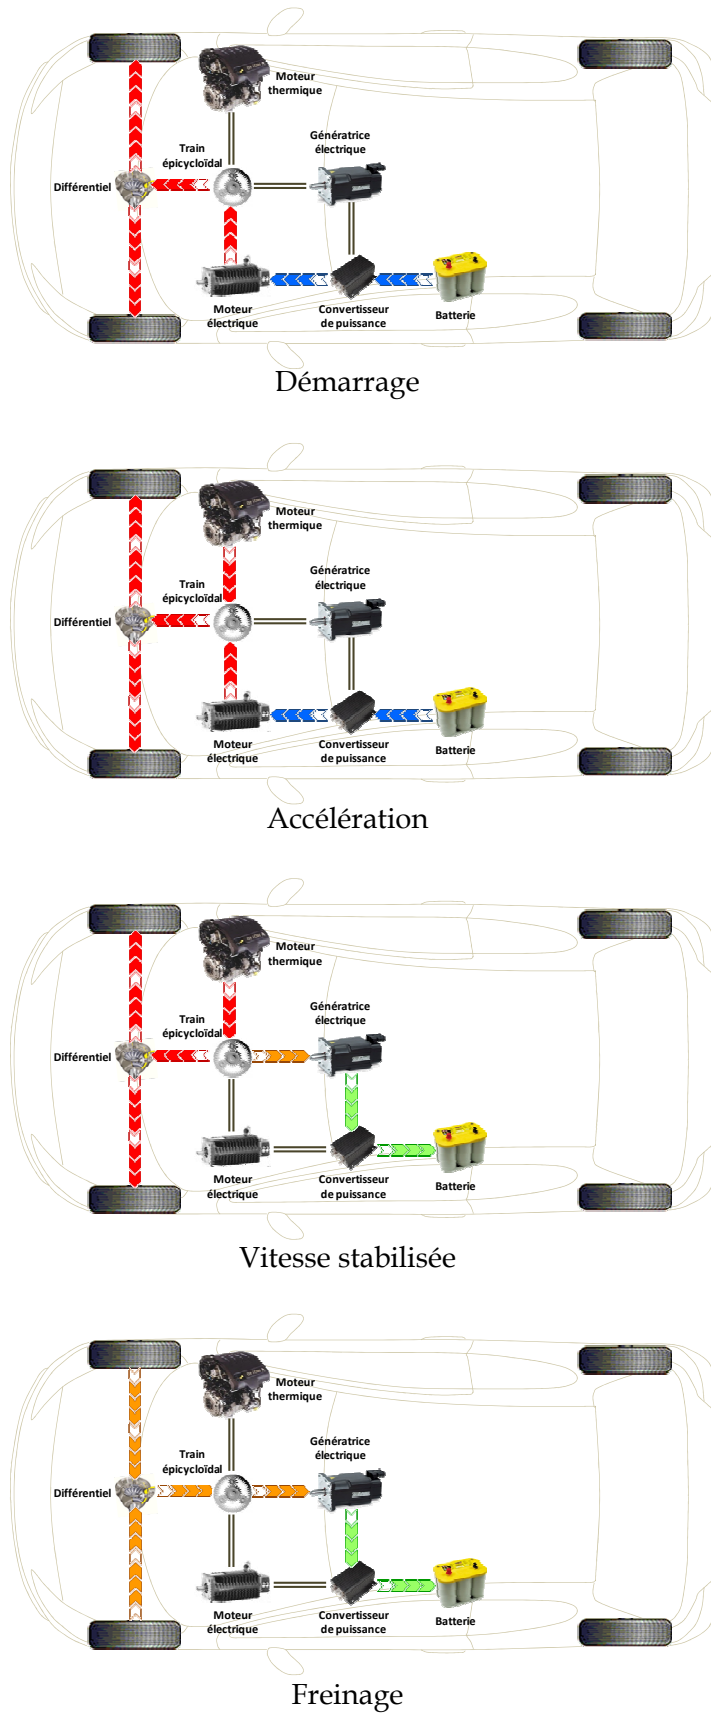 Moteur
thermique
Train
épicycloïdal
Génératrice
électrique
Différentiel
Moteur
électrique
Convertisseur
de puissance
Batterie
Démarrage
Moteur
thermique
Train
épicycloïdal
Génératrice
électrique
Différentiel
Moteur
électrique
Convertisseur
de puissance
Batterie
Accélération
Moteur
thermique
Train
épicycloïdal
Génératrice
électrique
Différentiel
Moteur
électrique
Convertisseur
de puissance
Batterie
Vitesse stabilisée
Moteur
thermique
Train
épicycloïdal
Génératrice
électrique
Différentiel
Moteur
électrique
Convertisseur
de puissance
Batterie
Freinage